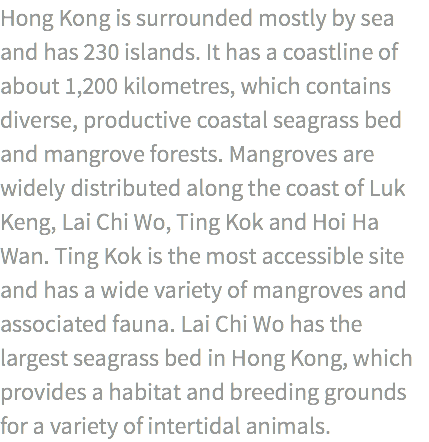 Hong Kong is surrounded mostly by sea
and has 230 islands. It has a coastline of
about 1,200 kilometres, which contains
diverse, productive coastal seagrass bed
and mangrove forests. Mangroves are
widely distributed along the coast of Luk
Keng, Lai Chi Wo, Ting Kok and Hoi Ha
Wan. Ting Kok is the most accessible site
and has a wide variety of mangroves and
associated fauna. Lai Chi Wo has the
largest seagrass bed in Hong Kong, which
provides a habitat and breeding grounds
for a variety of intertidal animals.